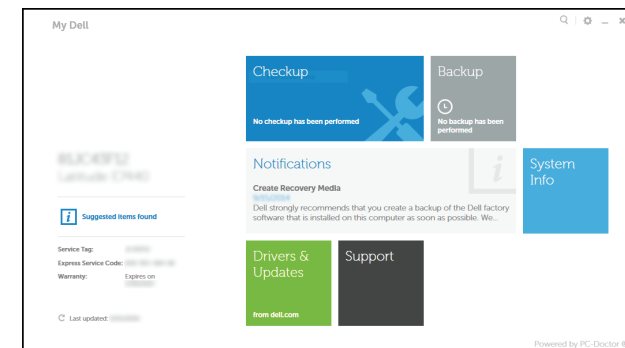 My Dell
Checkup
No checkup has been performed
Backup
No backup has been
performed
Notifications
Create Recovery Media
Dell strongly recommends that you create a backup of the Dell factory
software that is installed on this computer as soon as possible. We...
System
Info
Suggested items found
Service Tag:
Express Service Code:
Warranty: Expires on
Last updated:
Drivers &
Updates
from dell.com
Support
Powered by PC-Doctor ®